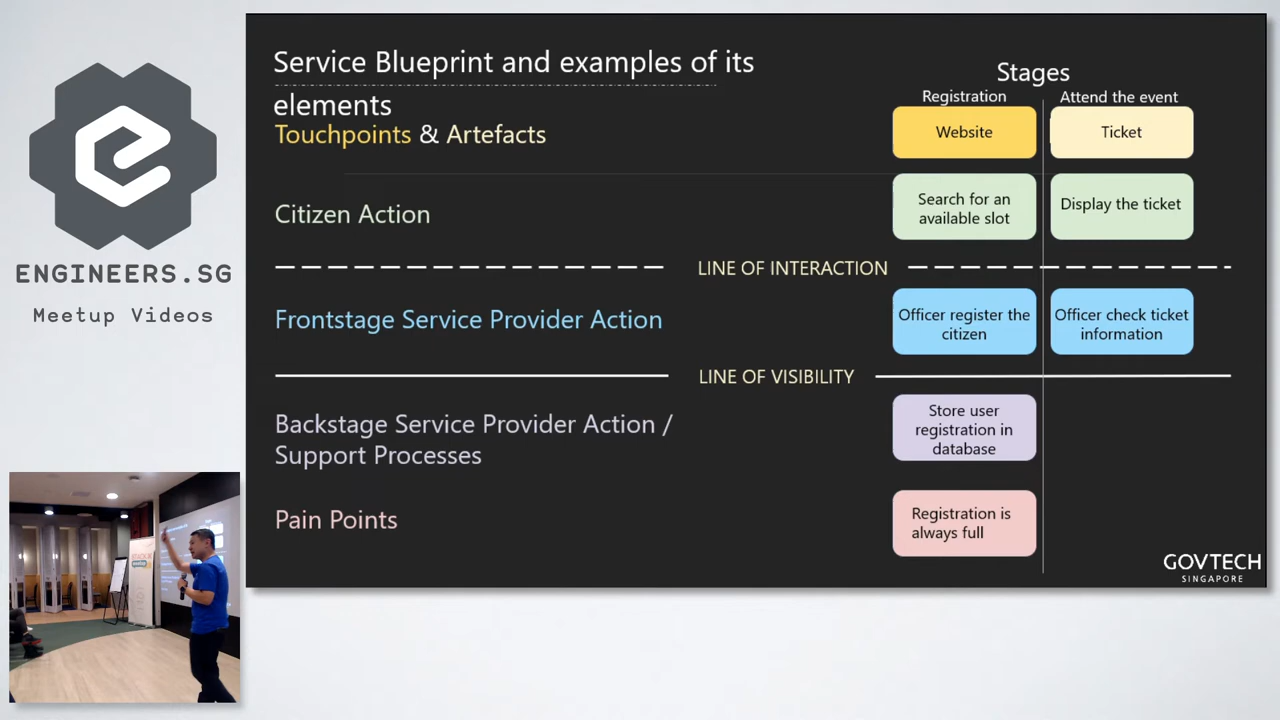 ENGINEERS.SG
Meetup Videos
Service Blueprint and examples of its
elements
Stages
Registration
Attend the event
Touchpoints & Artefacts
Website
Ticket
Citizen Action
Search for an
available slot
Display the ticket
LINE OF INTERACTION
Frontstage Service Provider Action
Officer register the
citizen
Officer check ticket
information
LINE OF VISIBILITY
Backstage Service Provider Action /
Support Processes
Store user
registration in
database
Pain Points
Registration is
always full
GOVTECH
SINGAPORE